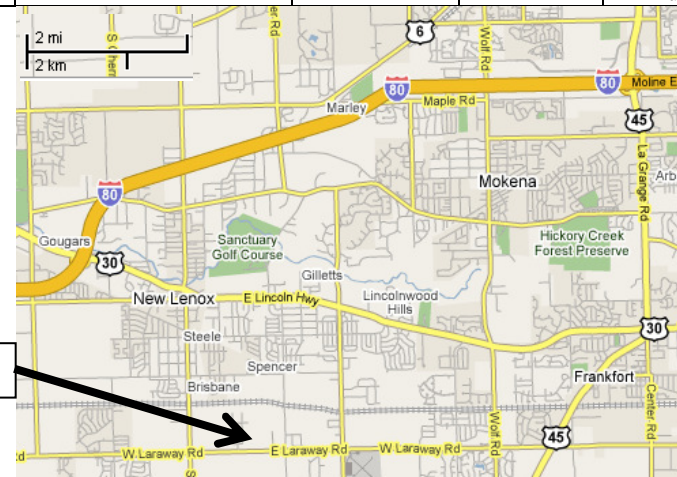 2 mi
2 km
S Cherr
er Rd
6
Wolf Rd
80
80
Moline E
Marley
Maple Rd
45
La Grange Rd
80
Mokena
Arb
Gougars
30
Sanctuary
Golf Course
Hickory Creek
Forest Preserve
Gilletts
New Lenox
E Lincoln Hwy
Lincolnwood
Hills
30
Steele
Spencer
Brisbane
Frankfort
Center Rd
Wolf Rd
45
rd
W Laraway Rd
E Laraway Rd
W Laraway Rd
S